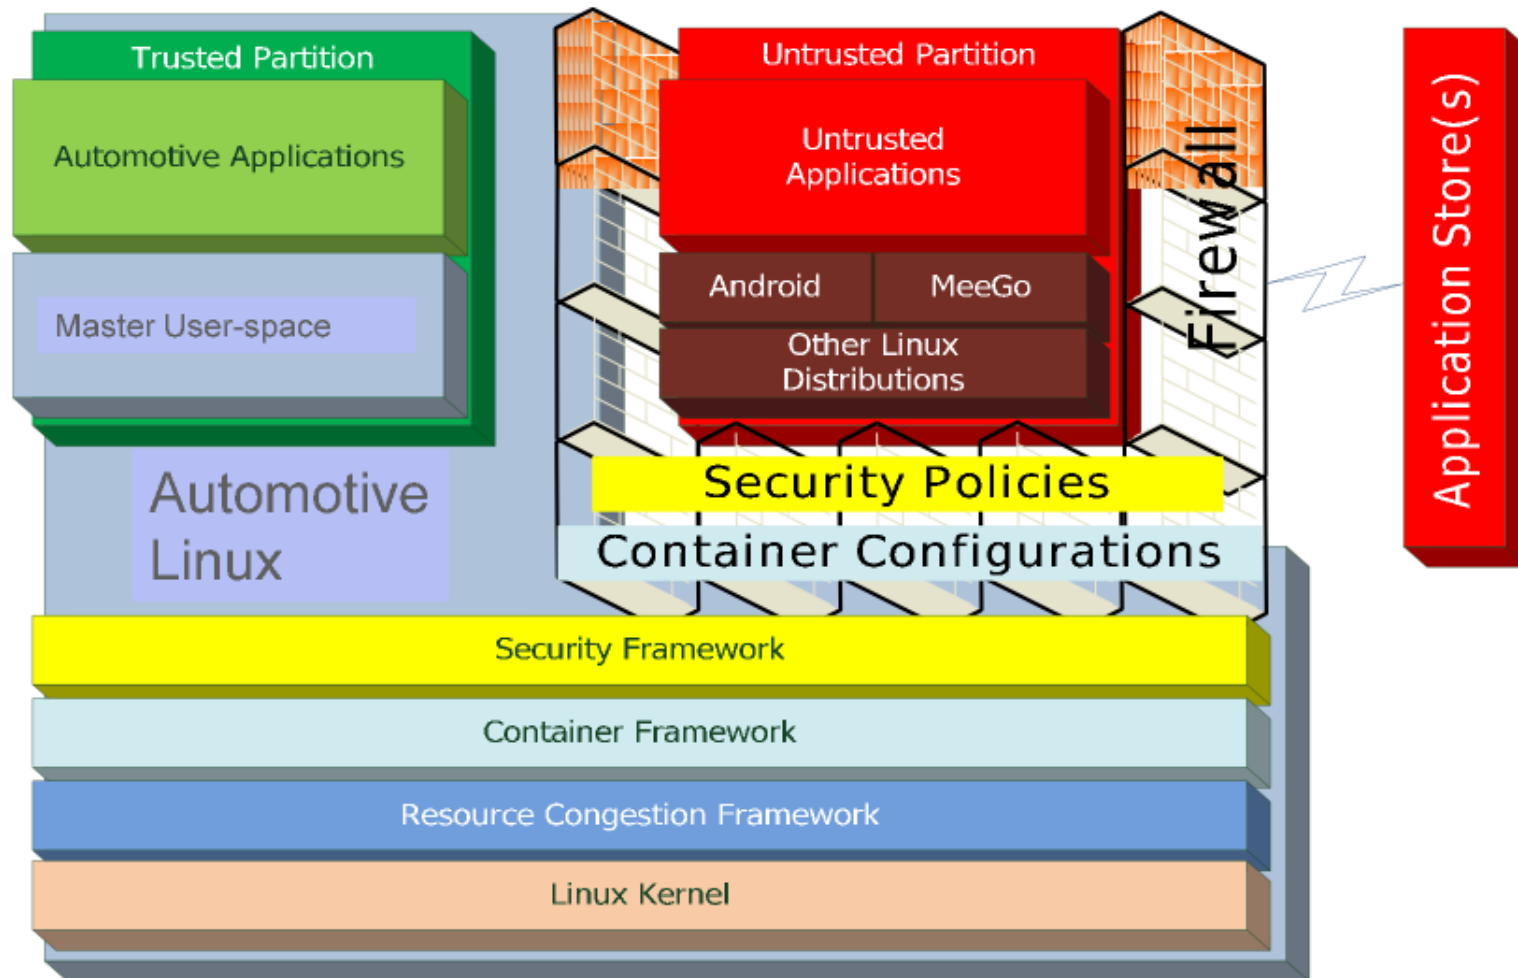 Trusted Partition
Automotive Applications
Master User-space
Automotive
Linux
Untrusted Partition
Untrusted
Applications
Android
MeeGo
Other Linux
Distributions
Firewall
Application Store(s)
Security Policies
Container Configurations
Security Framework
Container Framework
Resource Congestion Framework
Linux Kernel